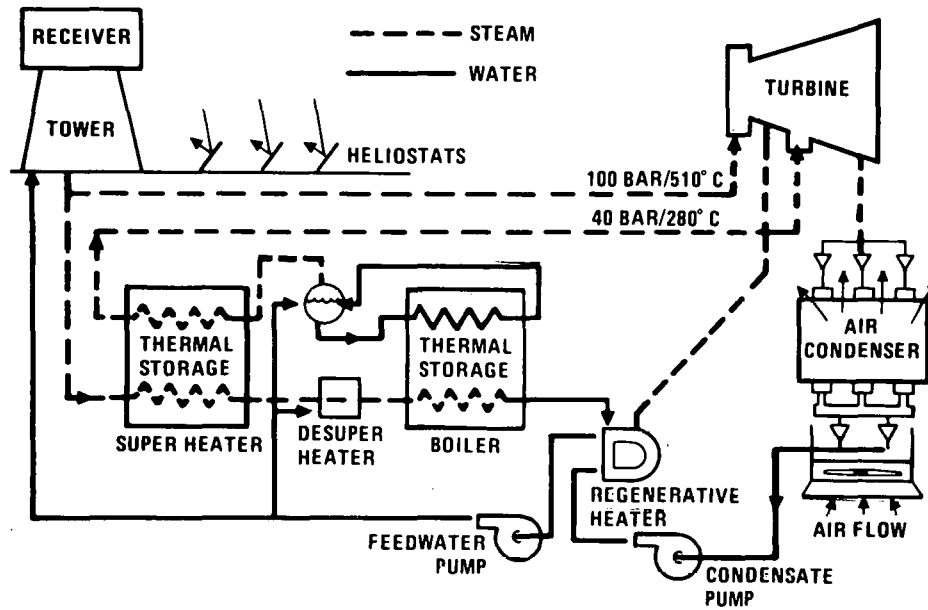 RECEIVER
TOWER
STEAM
WATER
HELIOSTATS
TURBINE
100 BAR/510° C
40 BAR/280° C
THERMAL
STORAGE
SUPER HEATER
DESUPER
HEATER
THERMAL
STORAGE
BOILER
AIR
CONDENSER
REGENERATIVE
HEATER
AIR FLOW
FEEDWATER
PUMP
CONDENSATE
PUMP